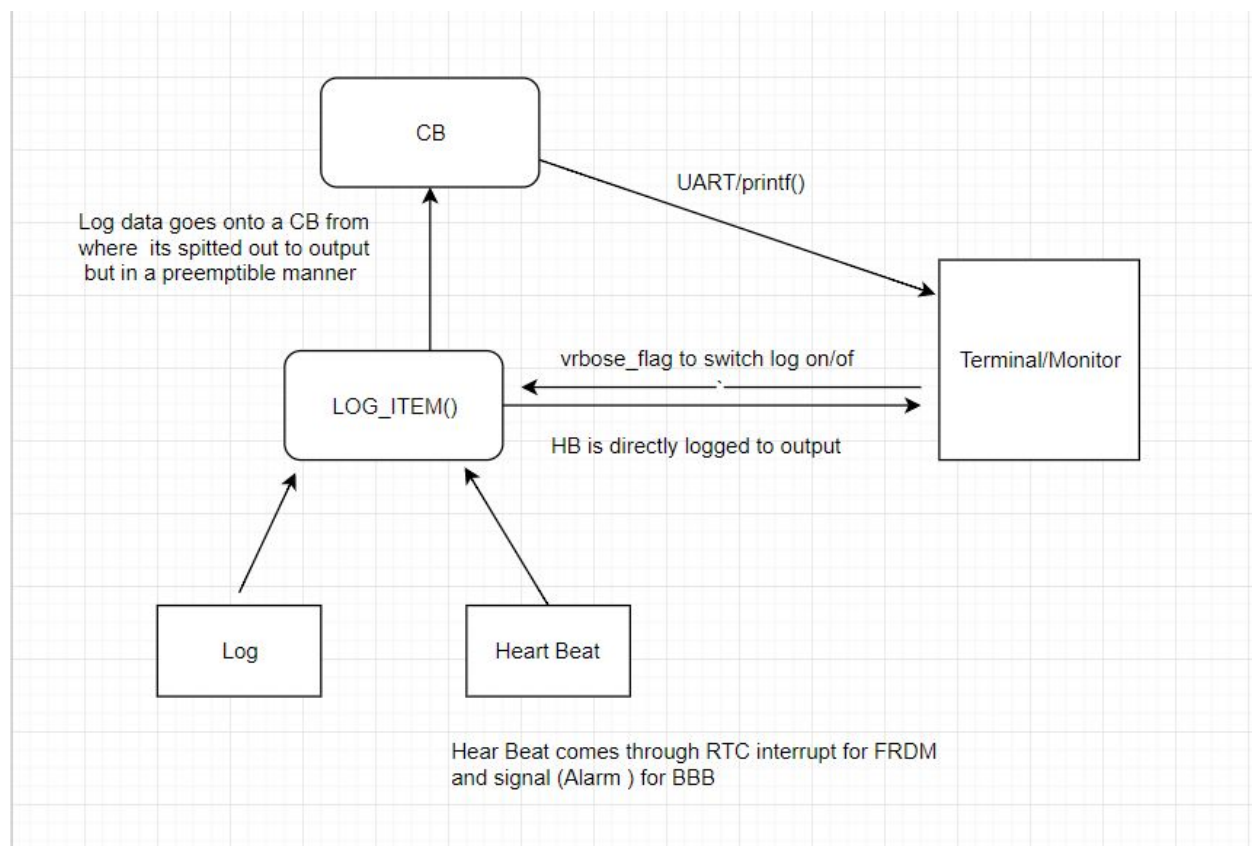 CB
UART/printf()
Log data goes onto a CB from
where its spitted out to output
but in a preemptible manner
vrbose_flag to switch log on/of
Terminal/Monitor
LOG_ITEM()
HB is directly logged to output
Log
Heart Beat
Hear Beat comes through RTC interrupt for FRDM
and signal (Alarm ) for BBB